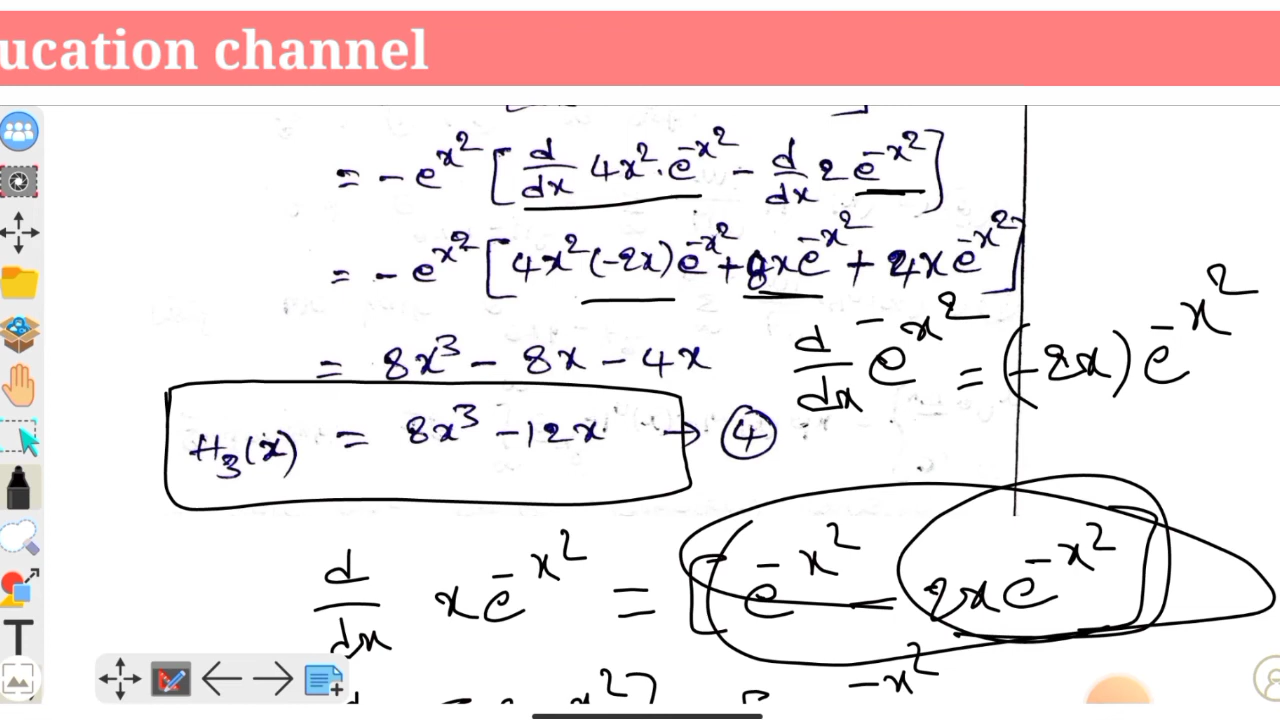 ucation channel
= - e^{x^2} [ d/dx 4x^2 . e^{-x^2} - d/dx 2 e^{-x^2} ]
= - e^{x^2} [ 4x^2 (-2x) e^{-x^2} + 8x e^{-x^2} + 4x e^{-x^2} ]
= 8x^3 - 8x - 4x
d/dx e^{-x^2} = (-2x) e^{-x^2}
H_3(x) = 8x^3 - 12x → ④
d/dx x e^{-x^2} = [ ( e^{-x^2} - 2x e^{-x^2} ]
T